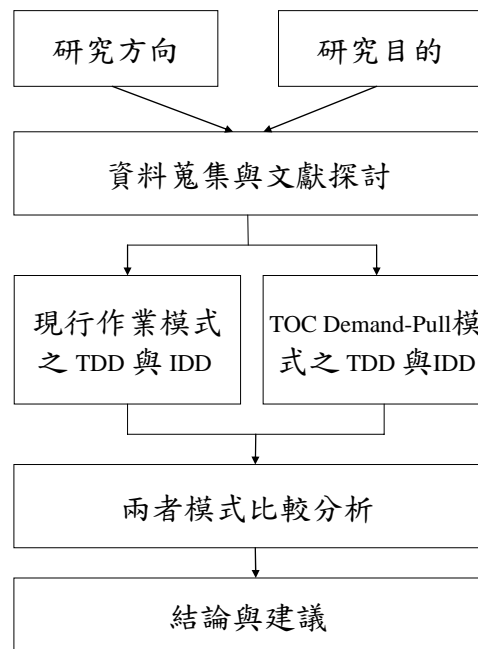 研究方向
研究目的
資料蒐集與文獻探討
現行作業模式
之 TDD 與 IDD
TOC Demand-Pull模
式之 TDD 與IDD
兩者模式比較分析
結論與建議